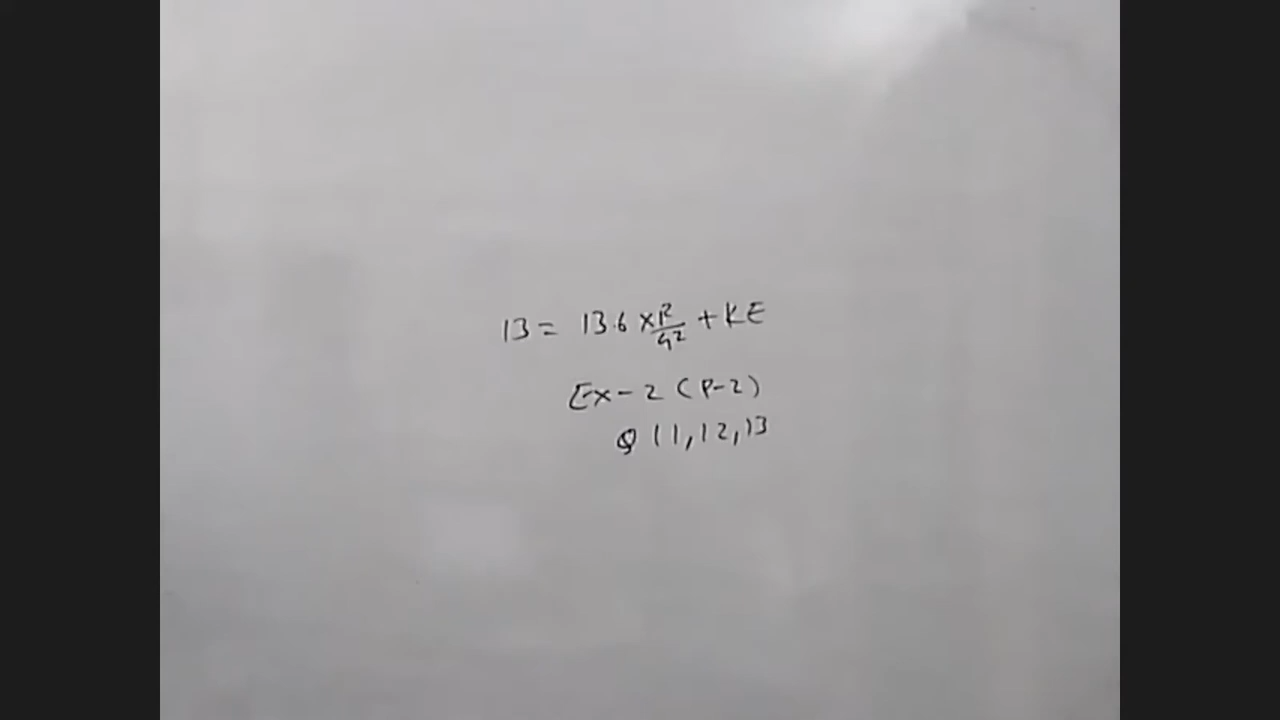 13 = 13.6 × 1²/4² + KE
Ex-2 (P-2)
Q 11,12,13